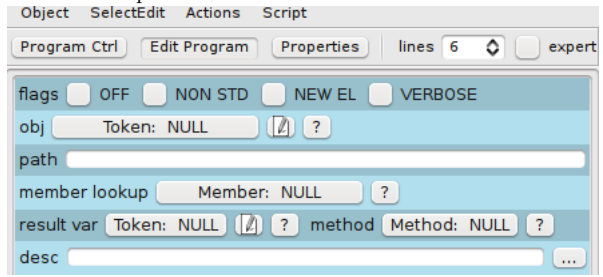 Object SelectEdit Actions Script
Program Ctrl Edit Program Properties lines 6 expert
flags OFF NON STD NEW EL VERBOSE
obj Token: NULL ?
path
member lookup Member: NULL ?
result var Token: NULL ? method Method: NULL ?
desc ...